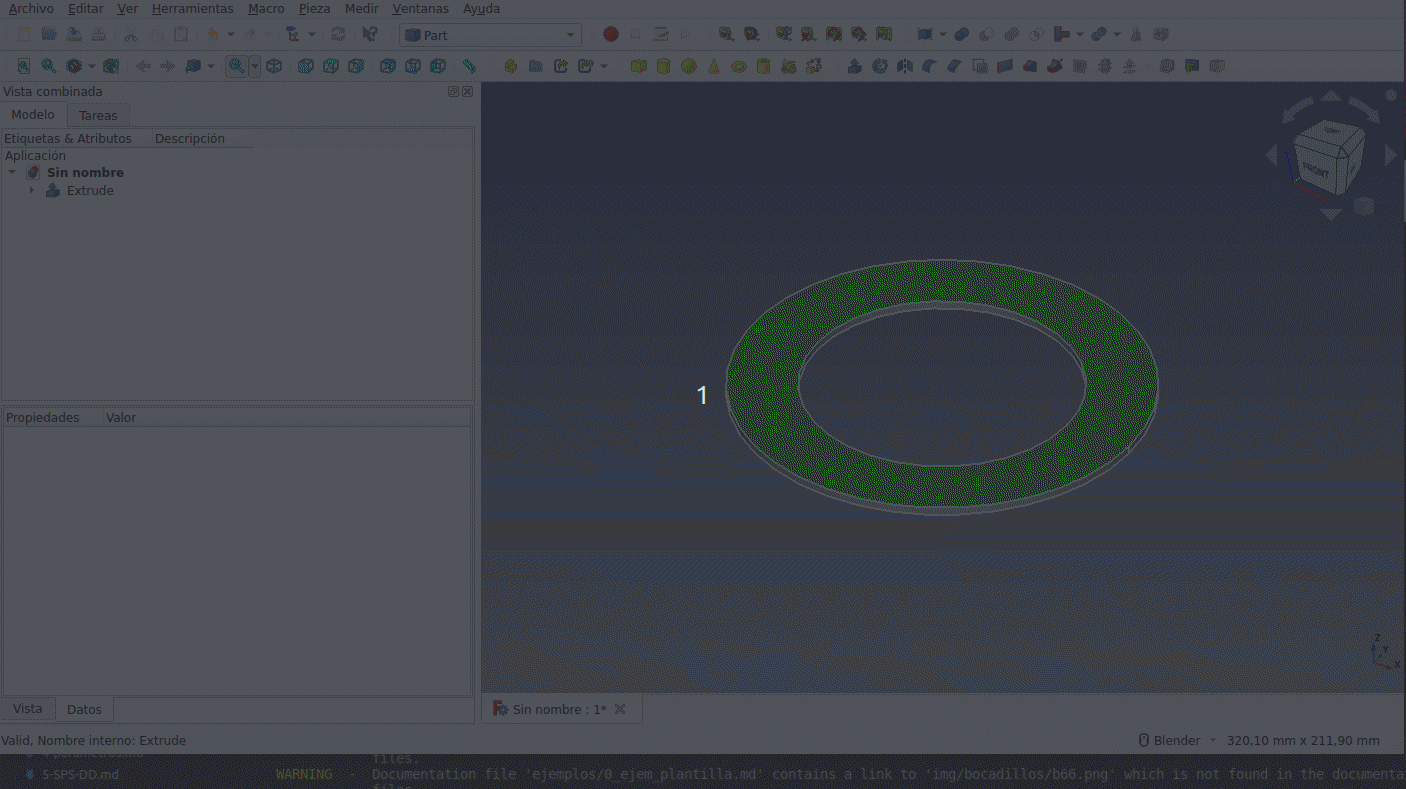 Archivo Editar Ver Herramientas Macro Pieza Medir Ventanas Ayuda
Part
Vista combinada
Modelo Tareas
Etiquetas & Atributos Descripción
Aplicación
Sin nombre
Extrude
FRONT
1
Propiedades Valor
Z
Y
X
Vista Datos
Sin nombre : 1*
Valid, Nombre interno: Extrude
Blender 320,10 mm x 211,90 mm
files.
5-SPS-DD.md WARNING - Documentation file 'ejemplos/0_ejem_plantilla.md' contains a link to 'img/bocadillos/b66.png' which is not found in the documenta